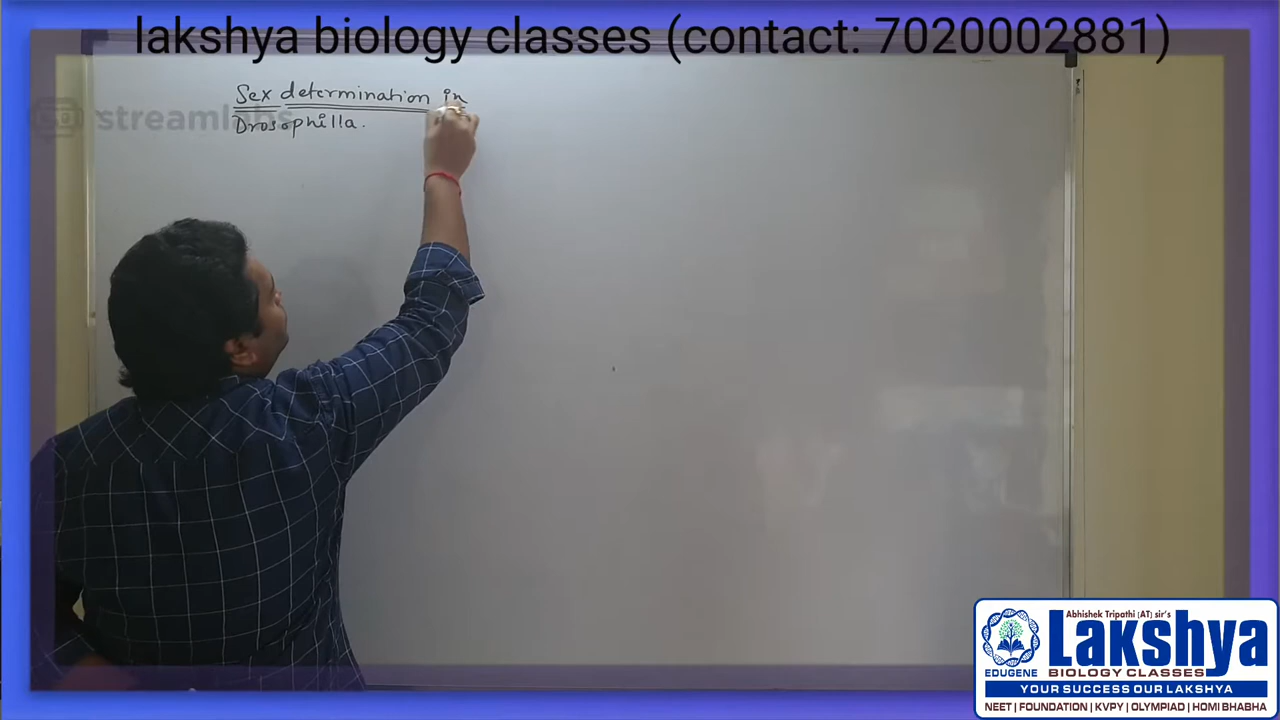 lakshya biology classes (contact: 7020002881)
Sex determination in
Drosophilla.
streamlabs
Abhishek Tripathi (AT) sir's
Lakshya
EDUGENE
BIOLOGY CLASSES
YOUR SUCCESS OUR LAKSHYA
NEET | FOUNDATION | KVPY | OLYMPIAD | HOMI BHABHA